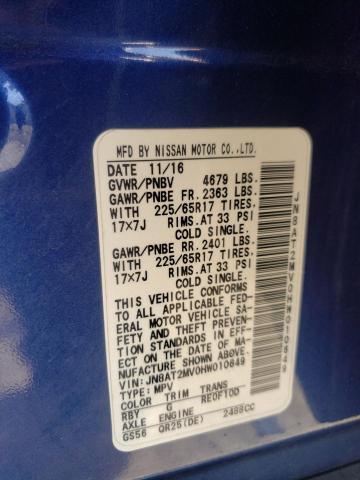 MFD BY NISSAN MOTOR CO.,LTD.
DATE 11/16
GVWR/PNBV 4679 LBS.
GAWR/PNBE FR. 2363 LBS.
WITH 225/65R17 TIRES.
17x7J RIMS.AT 33 PSI
COLD SINGLE.
GAWR/PNBE RR. 2401 LBS.
WITH 225/65R17 TIRES.
17x7J RIMS.AT 33 PSI
COLD SINGLE.
THIS VEHICLE CONFORMS
TO ALL APPLICABLE FED-
ERAL MOTOR VEHICLE SA-
FETY AND THEFT PREVEN-
TION STANDARDS IN EFF-
ECT ON THE DATE OF MA-
NUFACTURE SHOWN ABOVE.
VIN:JN8AT2MV0HW010649
TYPE:MPV
COLOR TRIM TRANS
RBY G RE0F10D
AXLE ENGINE
GS56 QR25(DE) 2488CC
JN8AT2MV0HW010649